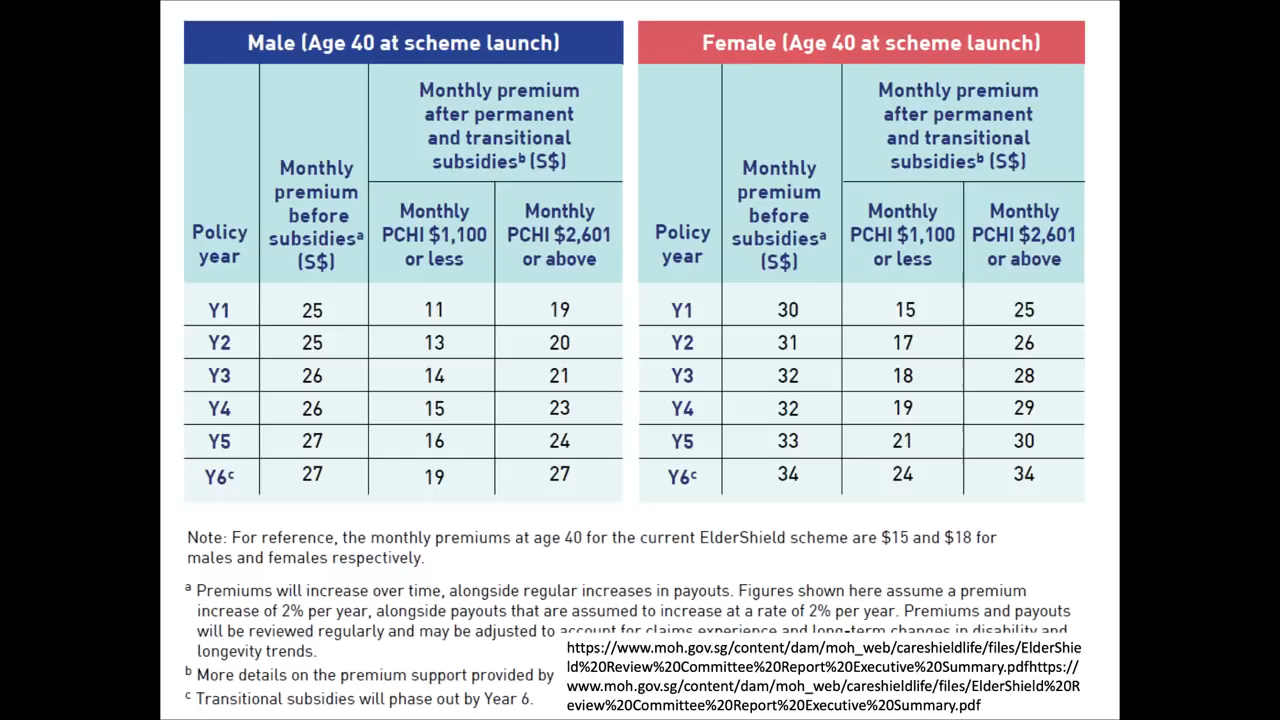 Male (Age 40 at scheme launch)
Policy year
Monthly premium before subsidiesᵃ (S$)
Monthly premium after permanent and transitional subsidiesᵇ (S$)
Monthly PCHI $1,100 or less
Monthly PCHI $2,601 or above
Y1 25 11 19
Y2 25 13 20
Y3 26 14 21
Y4 26 15 23
Y5 27 16 24
Y6ᶜ 27 19 27
Female (Age 40 at scheme launch)
Policy year
Monthly premium before subsidiesᵃ (S$)
Monthly premium after permanent and transitional subsidiesᵇ (S$)
Monthly PCHI $1,100 or less
Monthly PCHI $2,601 or above
Y1 30 15 25
Y2 31 17 26
Y3 32 18 28
Y4 32 19 29
Y5 33 21 30
Y6ᶜ 34 24 34
Note: For reference, the monthly premiums at age 40 for the current ElderShield scheme are $15 and $18 for
males and females respectively.
ᵃ Premiums will increase over time, alongside regular increases in payouts. Figures shown here assume a premium
increase of 2% per year, alongside payouts that are assumed to increase at a rate of 2% per year. Premiums and payouts
will be reviewed regularly and may be adjusted to account for claims experience and long-term changes in disability and
longevity trends.
ᵇ More details on the premium support provided by
ᶜ Transitional subsidies will phase out by Year 6.
https://www.moh.gov.sg/content/dam/moh_web/careshieldlife/files/ElderShie
ld%20Review%20Committee%20Report%20Executive%20Summary.pdfhttps://
www.moh.gov.sg/content/dam/moh_web/careshieldlife/files/ElderShield%20R
eview%20Committee%20Report%20Executive%20Summary.pdf